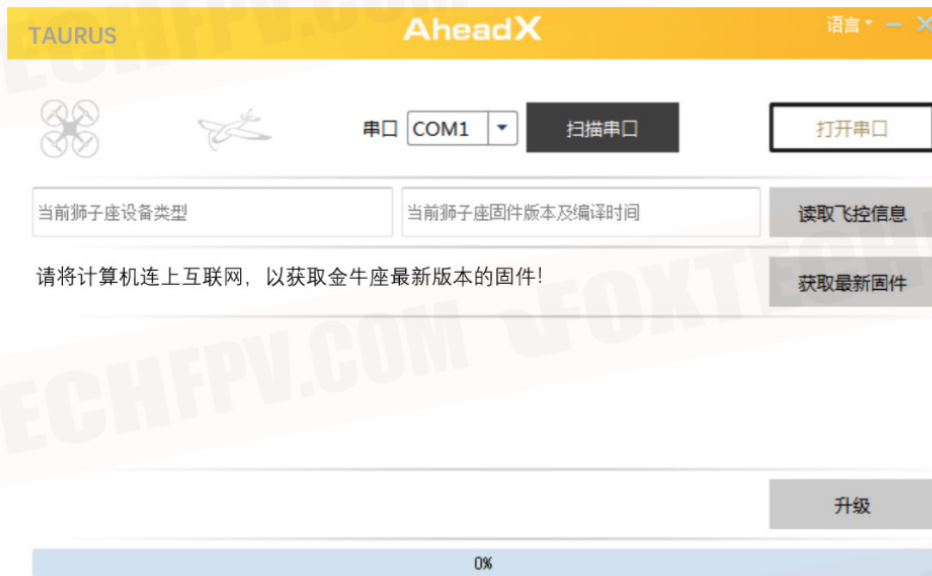 TAURUS
AheadX
语言
串口 COM1 扫描串口 打开串口
当前狮子座设备类型 当前狮子座固件版本及编译时间 读取飞控信息
请将计算机连上互联网，以获取金牛座最新版本的固件!
获取最新固件
ECHFPV.COM FOXTECH
升级
0%